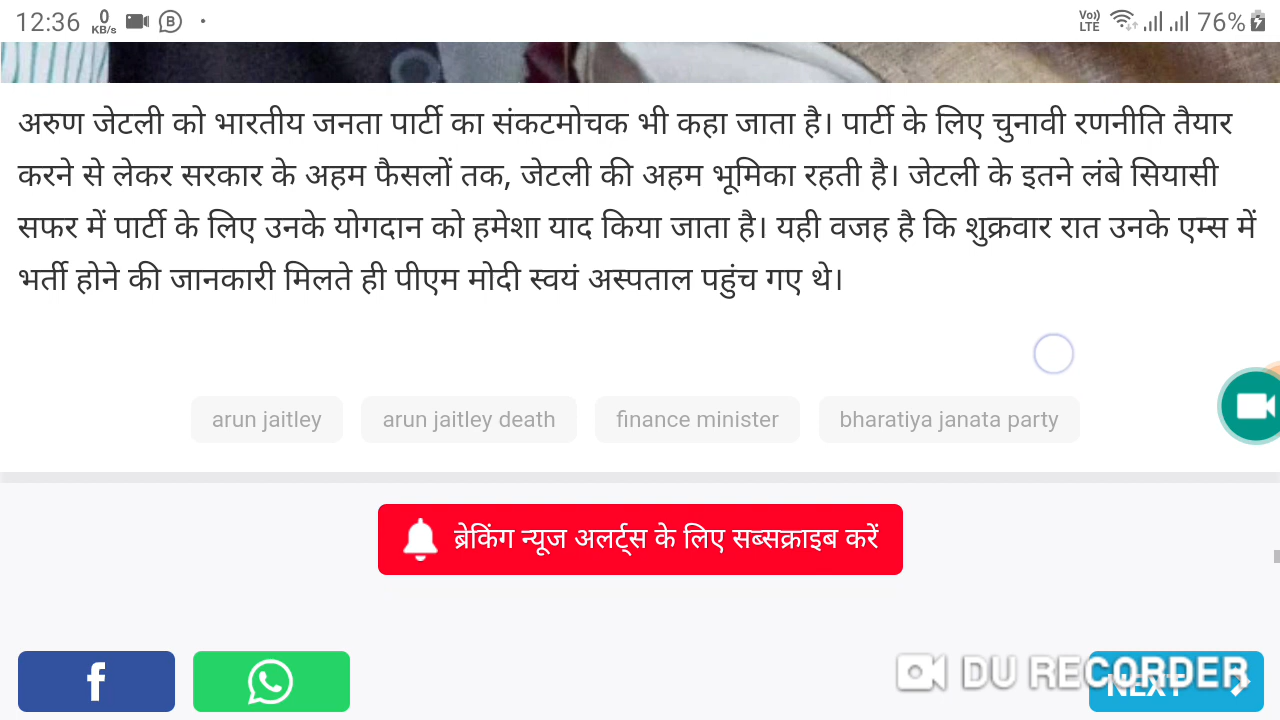 12:36 0 KB/s B Vo)) LTE 76%
अरुण जेटली को भारतीय जनता पार्टी का संकटमोचक भी कहा जाता है। पार्टी के लिए चुनावी रणनीति तैयार
करने से लेकर सरकार के अहम फैसलों तक, जेटली की अहम भूमिका रहती है। जेटली के इतने लंबे सियासी
सफर में पार्टी के लिए उनके योगदान को हमेशा याद किया जाता है। यही वजह है कि शुक्रवार रात उनके एम्स में
भर्ती होने की जानकारी मिलते ही पीएम मोदी स्वयं अस्पताल पहुंच गए थे।
arun jaitley arun jaitley death finance minister bharatiya janata party
ब्रेकिंग न्यूज अलर्ट्स के लिए सब्सक्राइब करें
f DU RECORDER
NEXT